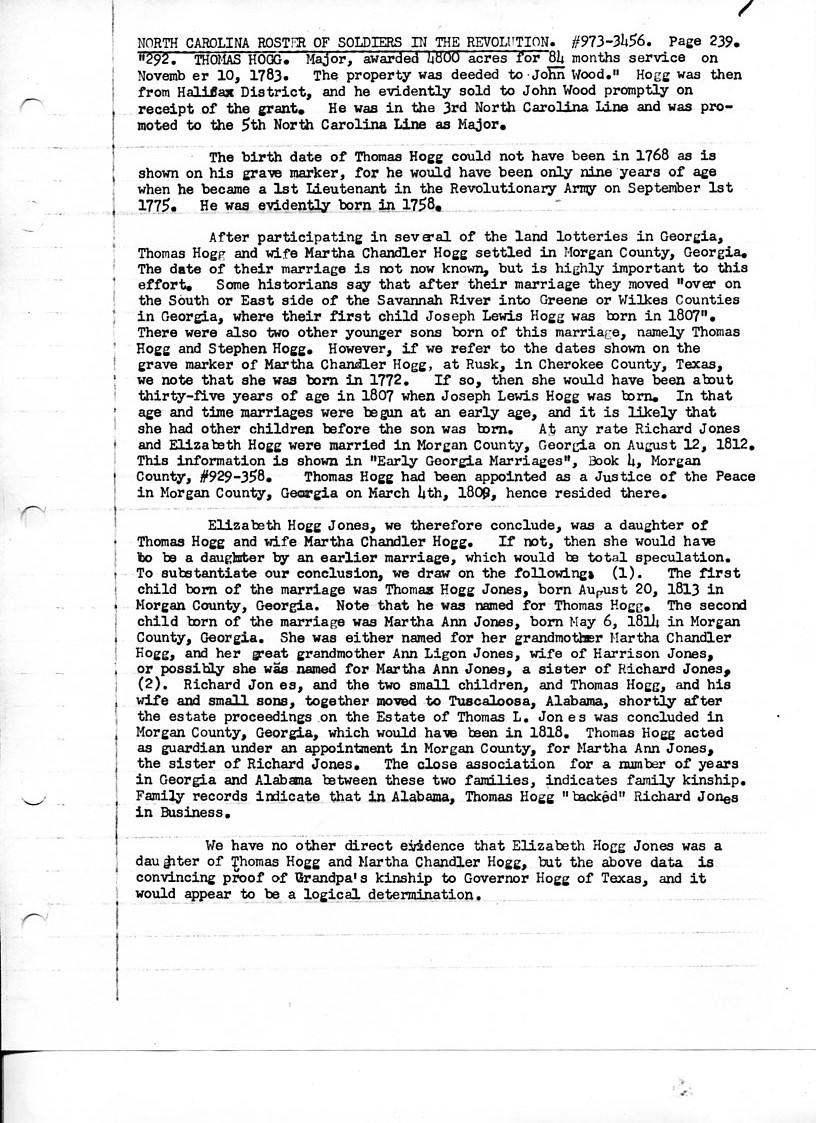 NORTH CAROLINA ROSTER OF SOLDIERS IN THE REVOLUTION. #973-3456. Page 239.
"292. THOMAS HOGG. Major, awarded 4800 acres for 84 months service on
Novemb er 10, 1783. The property was deeded to John Wood." Hogg was then
from Halifax District, and he evidently sold to John Wood promptly on
receipt of the grant. He was in the 3rd North Carolina Line and was pro-
moted to the 5th North Carolina Line as Major.
The birth date of Thomas Hogg could not have been in 1768 as is
shown on his grave marker, for he would have been only nine years of age
when he became a 1st Lieutenant in the Revolutionary Army on September 1st
1775. He was evidently born in 1758.
After participating in several of the land lotteries in Georgia,
Thomas Hogg and wife Martha Chandler Hogg settled in Morgan County, Georgia.
The date of their marriage is not now known, but is highly important to this
effort. Some historians say that after their marriage they moved "over on
the South or East side of the Savannah River into Greene or Wilkes Counties
in Georgia, where their first child Joseph Lewis Hogg was born in 1807".
There were also two other younger sons born of this marriage, namely Thomas
Hogg and Stephen Hogg. However, if we refer to the dates shown on the
grave marker of Martha Chandler Hogg, at Rusk, in Cherokee County, Texas,
we note that she was born in 1772. If so, then she would have been about
thirty-five years of age in 1807 when Joseph Lewis Hogg was born. In that
age and time marriages were begun at an early age, and it is likely that
she had other children before the son was born. At any rate Richard Jones
and Elizabeth Hogg were married in Morgan County, Georgia on August 12, 1812.
This information is shown in "Early Georgia Marriages", Book 4, Morgan
County, #929-358. Thomas Hogg had been appointed as a Justice of the Peace
in Morgan County, Georgia on March 4th, 1809, hence resided there.
Elizabeth Hogg Jones, we therefore conclude, was a daughter of
Thomas Hogg and wife Martha Chandler Hogg. If not, then she would have
to be a daughter by an earlier marriage, which would be total speculation.
To substantiate our conclusion, we draw on the following: (1). The first
child born of the marriage was Thomas Hogg Jones, born August 20, 1813 in
Morgan County, Georgia. Note that he was named for Thomas Hogg. The second
child born of the marriage was Martha Ann Jones, born May 6, 1814 in Morgan
County, Georgia. She was either named for her grandmother Martha Chandler
Hogg, and her great grandmother Ann Ligon Jones, wife of Harrison Jones,
or possibly she was named for Martha Ann Jones, a sister of Richard Jones,
(2). Richard Jon es, and the two small children, and Thomas Hogg, and his
wife and small sons, together moved to Tuscaloosa, Alabama, shortly after
the estate proceedings on the Estate of Thomas L. Jon es was concluded in
Morgan County, Georgia, which would have been in 1818. Thomas Hogg acted
as guardian under an appointment in Morgan County, for Martha Ann Jones,
the sister of Richard Jones. The close association for a number of years
in Georgia and Alabama between these two families, indicates family kinship.
Family records indicate that in Alabama, Thomas Hogg "backed" Richard Jones
in Business.
We have no other direct evidence that Elizabeth Hogg Jones was a
daughter of Thomas Hogg and Martha Chandler Hogg, but the above data is
convincing proof of Grandpa's kinship to Governor Hogg of Texas, and it
would appear to be a logical determination.